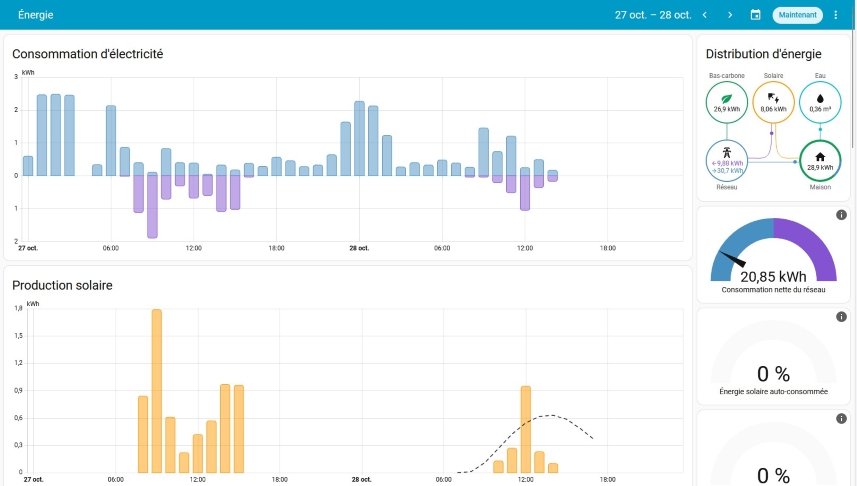 Énergie
27 oct. – 28 oct.
Maintenant
Consommation d'électricité
kWh
3
2
1
0
1
2
27 oct.
06:00
12:00
18:00
28 oct.
06:00
12:00
18:00
Production solaire
kWh
1,8
1,5
1,2
0,9
0,6
0,3
0
27 oct.
06:00
12:00
18:00
28 oct.
06:00
12:00
18:00
Distribution d'énergie
Bas-carbone
Solaire
Eau
26,9 kWh
8,06 kWh
0,36 m³
←9,88 kWh
→30,7 kWh
28,9 kWh
Réseau
Maison
20,85 kWh
Consommation nette du réseau
0 %
Énergie solaire auto-consommée
0 %